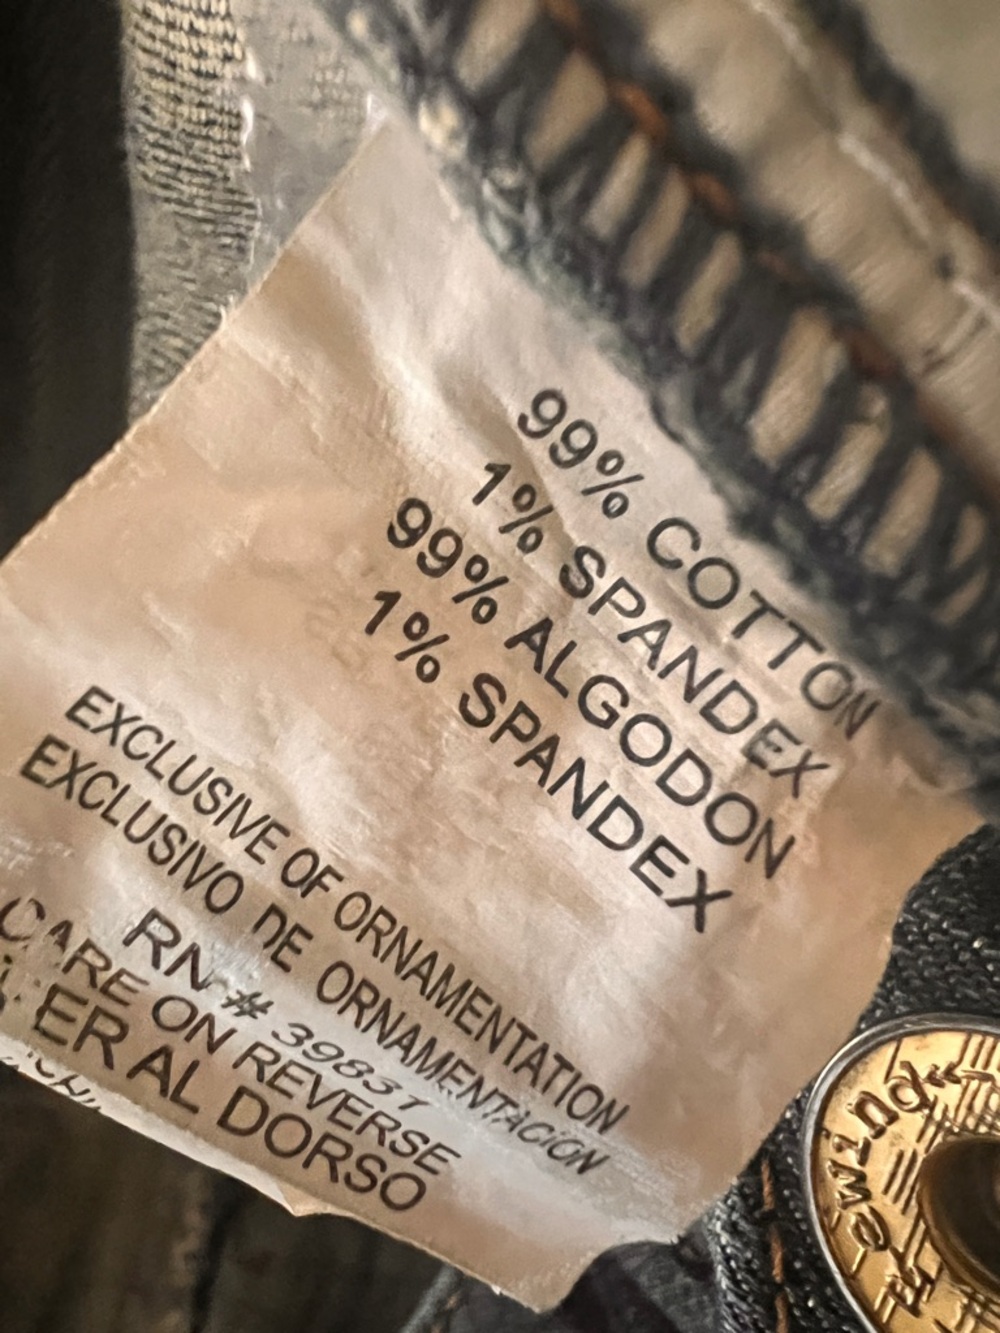 99% COTTON
1% SPANDEX
99% ALGODON
1% SPANDEX
EXCLUSIVE OF ORNAMENTATION
EXCLUSIVO DE ORNAMENTACION
RN # 39837
CARE ON REVERSE
ER AL DORSO